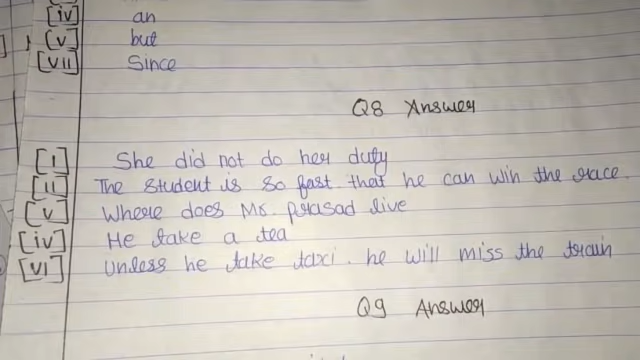 [iv] an
[v] but
[vii] Since
Q8 Answer
[i] She did not do her duty
[ii] The student is so fast that he can win the race.
[v] Where does Mr. prasad live
[iv] He take a tea
[vi] Unless he take taxi. he will miss the train
Q9 Answer